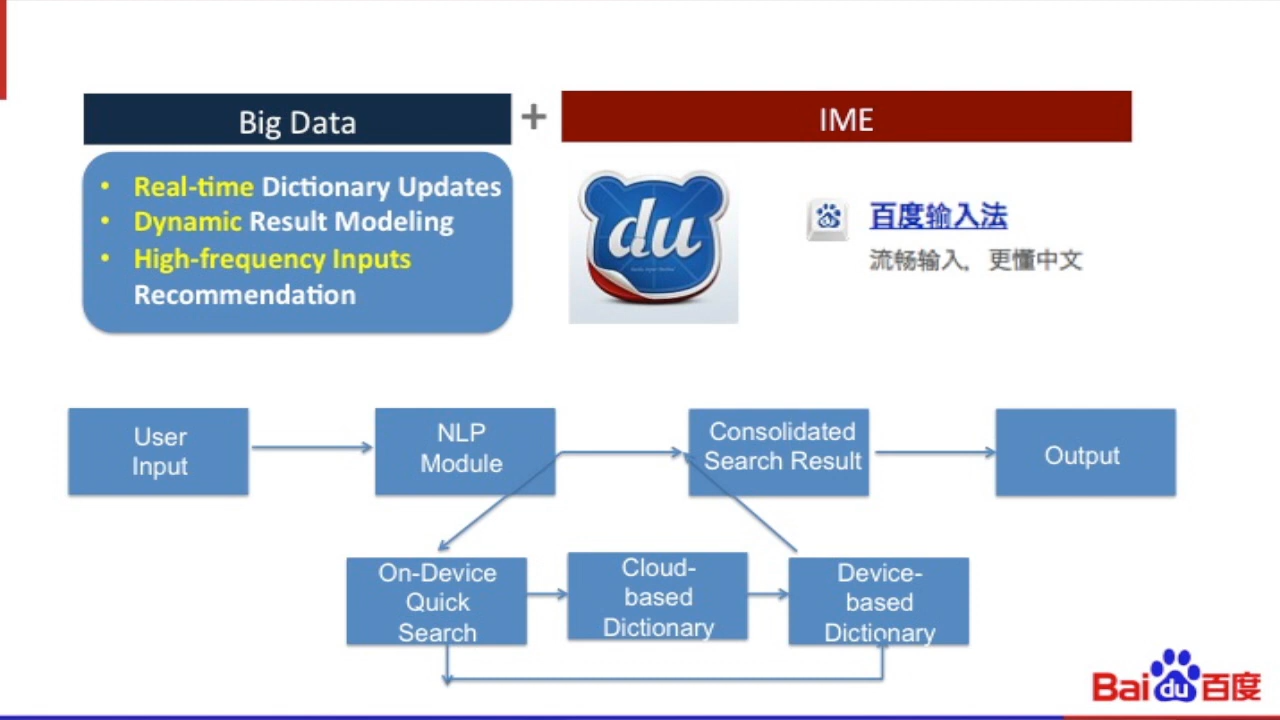 Big Data
+
IME
• Real-time Dictionary Updates
• Dynamic Result Modeling
• High-frequency Inputs
Recommendation
du
百度输入法
流畅输入，更懂中文
User
Input
NLP
Module
Consolidated
Search Result
Output
On-Device
Quick
Search
Cloud-
based
Dictionary
Device-
based
Dictionary
Bai du 百度